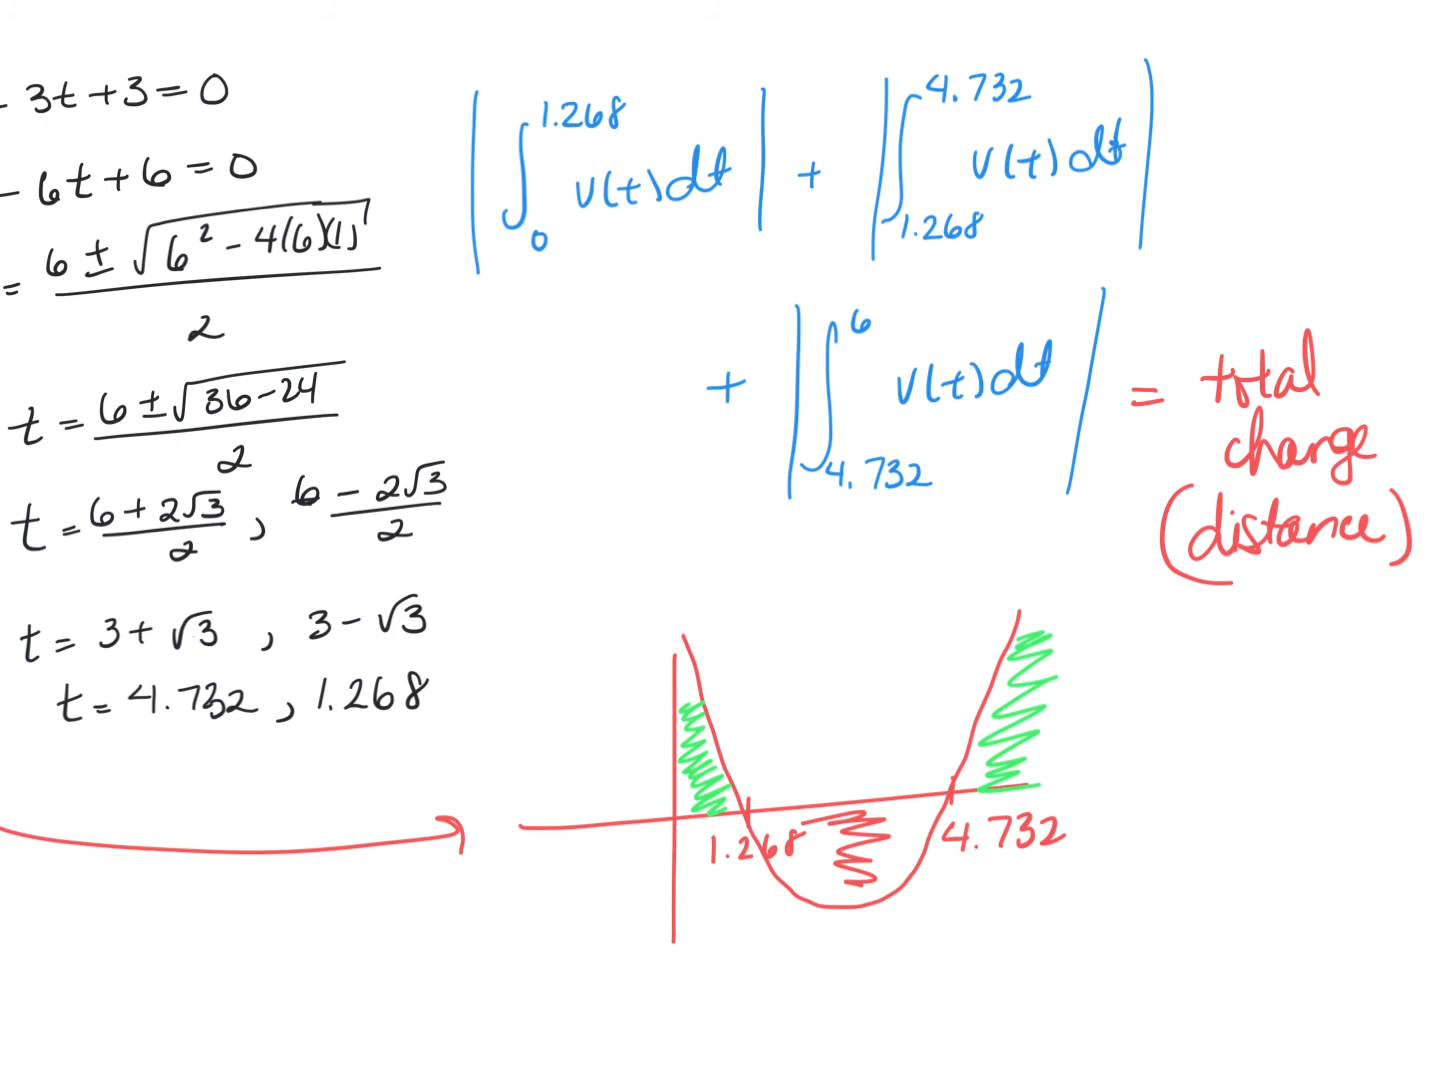 - 3t + 3 = 0
- 6t + 6 = 0
= 6 ± √(6² - 4(6)(1)) / 2
t = 6 ± √(36-24) / 2
t = 6 + 2√3 / 2 , 6 - 2√3 / 2
t = 3 + √3 , 3 - √3
t = 4.732 , 1.268
|∫₀^1.268 v(t)dt| + |∫_1.268^4.732 v(t)dt|
+ |∫_4.732^6 v(t)dt| = total
change
(distance)
1.268 4.732